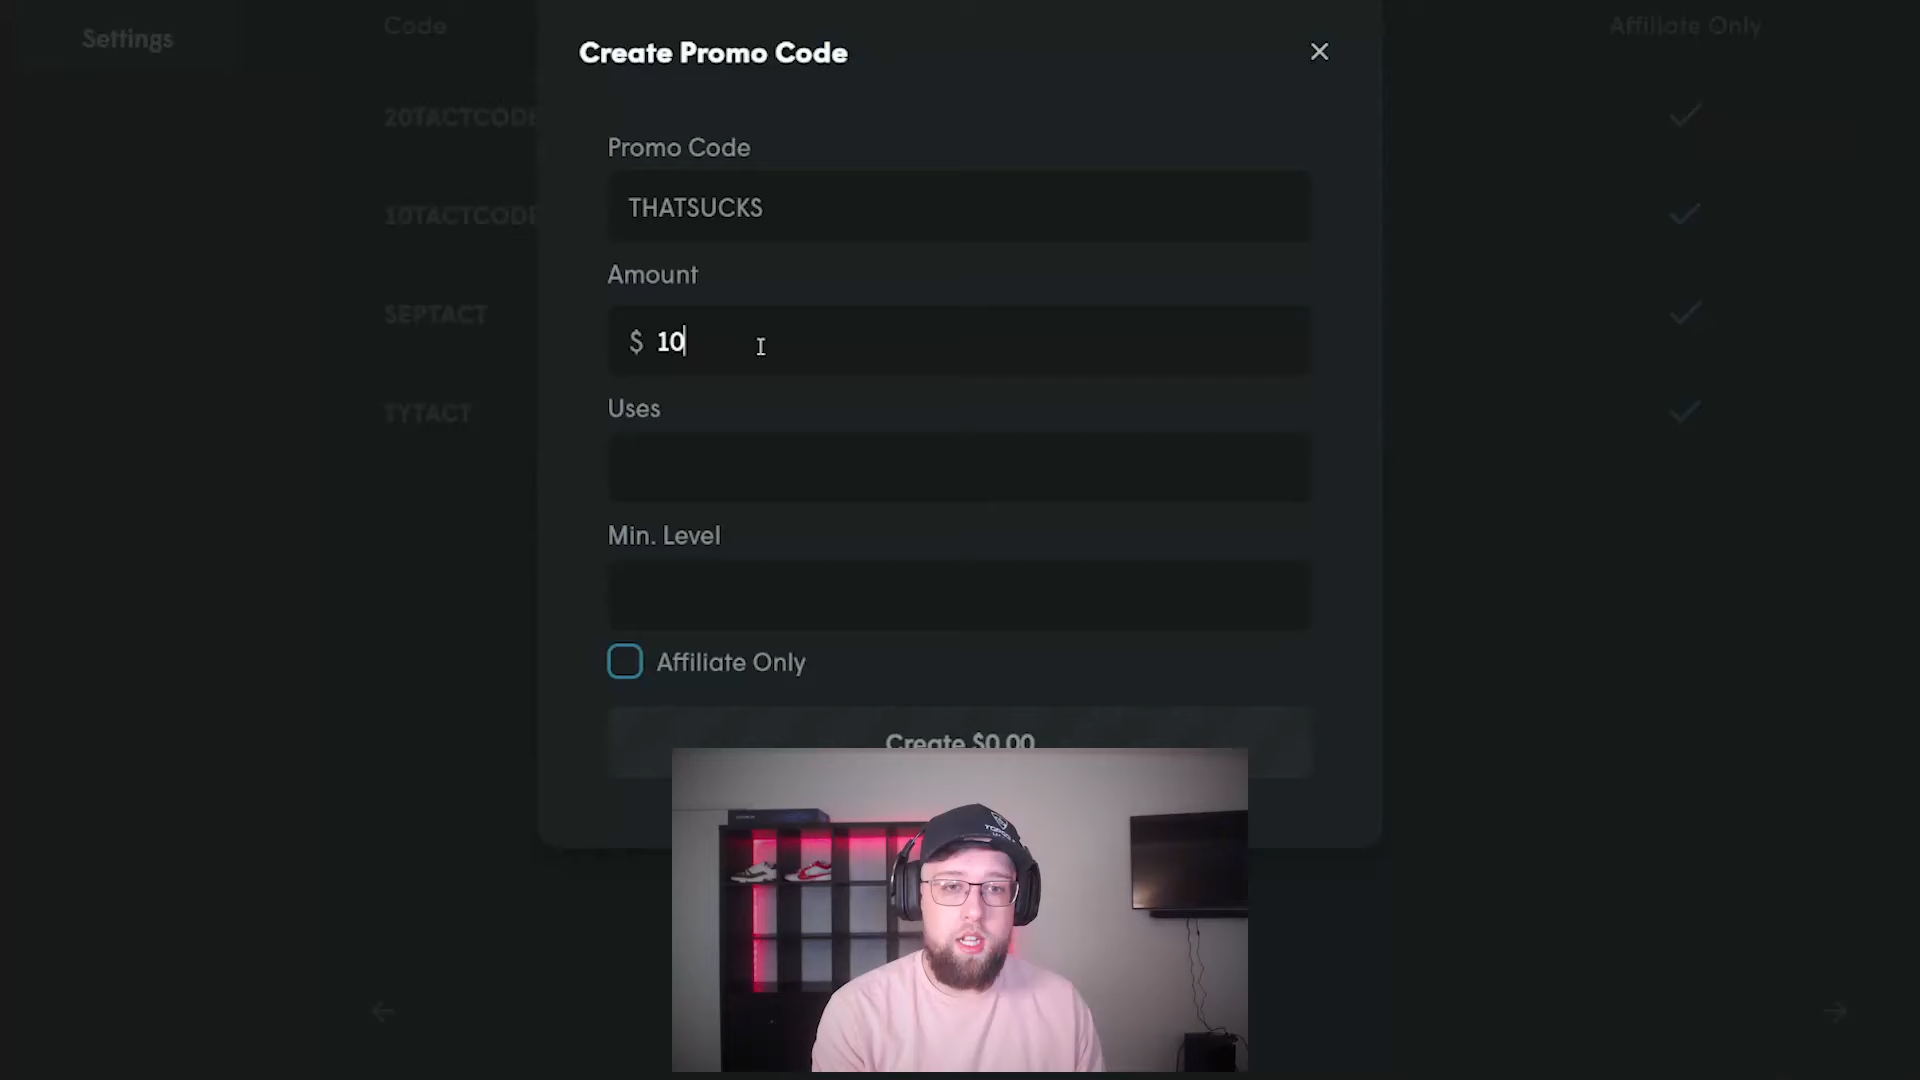 Settings
Code
Affiliate Only
Create Promo Code
20TACTCODE
Promo Code
THATSUCKS
10TACTCODE
Amount
SEPTACT
$ 10
Uses
TYTACT
Min. Level
Affiliate Only
Create $0.00